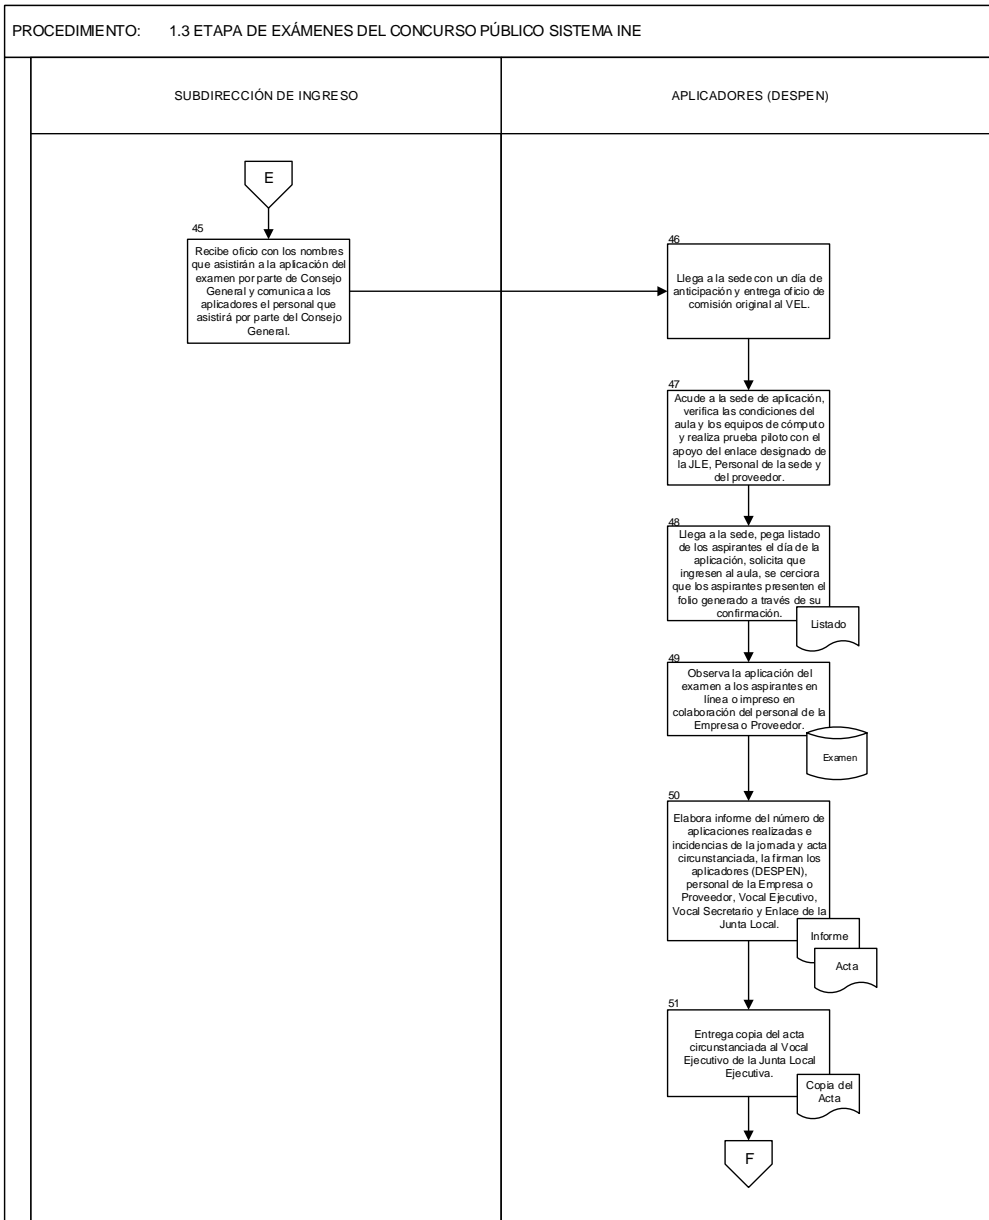 PROCEDIMIENTO: 1.3 ETAPA DE EXÁMENES DEL CONCURSO PÚBLICO SISTEMA INE
SUBDIRECCIÓN DE INGRESO
APLICADORES (DESPEN)
E
45
Recibe oficio con los nombres
que asistirán a la aplicación del
examen por parte de Consejo
General y comunica a los
aplicadores el personal que
asistirá por parte del Consejo
General.
46
Llega a la sede con un día de
anticipación y entrega oficio de
comisión original al VEL.
47
Acude a la sede de aplicación,
verifica las condiciones del
aula y los equipos de cómputo
y realiza prueba piloto con el
apoyo del enlace designado de
la JLE, Personal de la sede y
del proveedor.
48
Llega a la sede, pega listado
de los aspirantes el día de la
aplicación, solicita que
ingresen al aula, se cerciora
que los aspirantes presenten el
folio generado a través de su
confirmación.
Listado
49
Observa la aplicación del
examen a los aspirantes en
línea o impreso en
colaboración del personal de la
Empresa o Proveedor.
Examen
50
Elabora informe del número de
aplicaciones realizadas e
incidencias de la jornada y acta
circunstanciada, la firman los
aplicadores (DESPEN),
personal de la Empresa o
Proveedor, Vocal Ejecutivo,
Vocal Secretario y Enlace de la
Junta Local.
Informe
Acta
51
Entrega copia del acta
circunstanciada al Vocal
Ejecutivo de la Junta Local
Ejecutiva.
Copia del
Acta
F